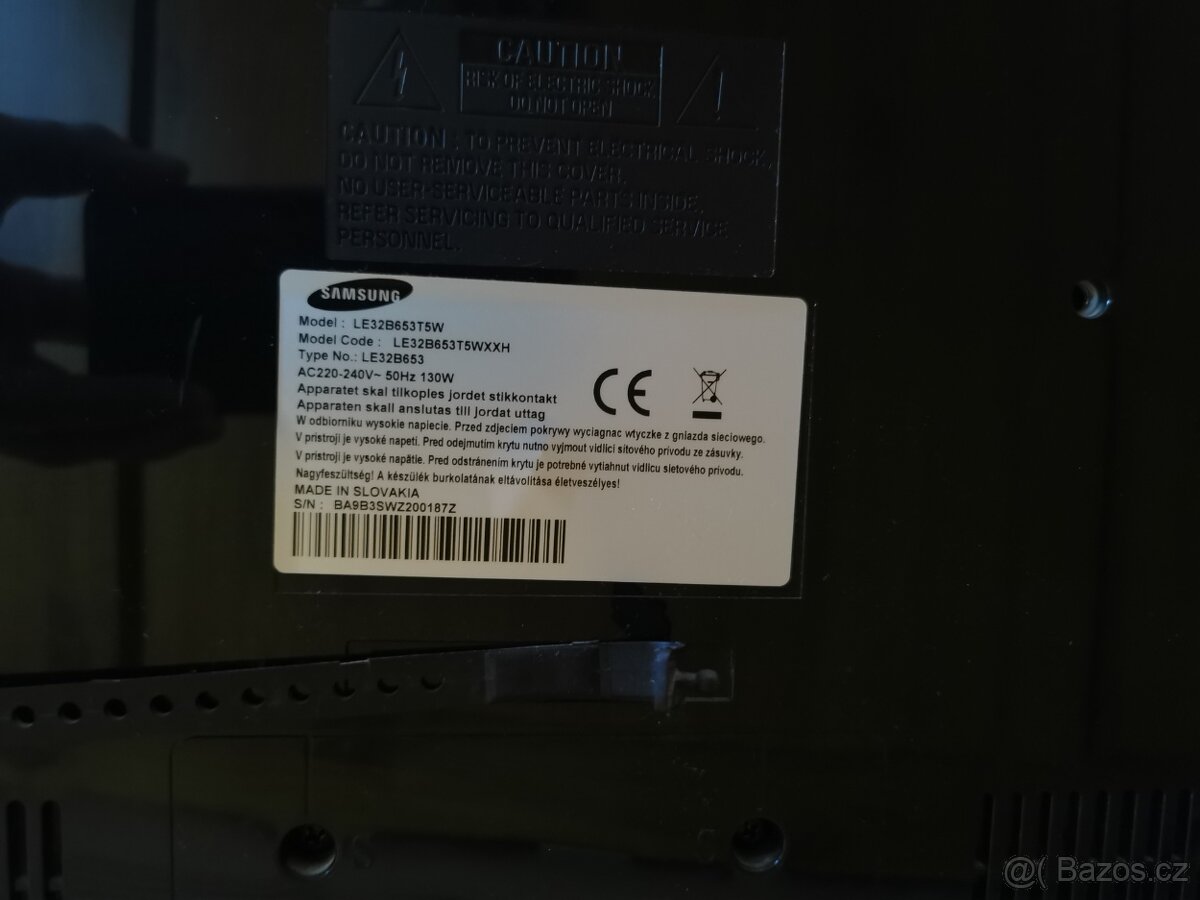 CAUTION
RISK OF ELECTRIC SHOCK
DO NOT OPEN
CAUTION : TO PREVENT ELECTRICAL SHOCK,
DO NOT REMOVE THIS COVER.
NO USER-SERVICEABLE PARTS INSIDE.
REFER SERVICING TO QUALIFIED SERVICE
PERSONNEL.
SAMSUNG
Model : LE32B653T5W
Model Code : LE32B653T5WXXH
Type No.: LE32B653
AC220-240V~ 50Hz 130W
Apparatet skal tilkoples jordet stikkontakt
Apparaten skall anslutas till jordat uttag
CE
W odbiorniku wysokie napiecie. Przed zdjeciem pokrywy wyciagnac wtyczke z gniazda sieciowego.
V pristroji je vysoké napeti. Pred odejmutím krytu nutno vyjmout vidlici sítového prívodu ze zásuvky.
V prístroji je vysoké napätie. Pred odstránením krytu je potrebné vytiahnut vidlicu sietového prívodu.
Nagyfeszültség! A készülék burkolatának eltávolítása életveszélyes!
MADE IN SLOVAKIA
S/N : BA9B3SWZ200187Z
@( Bazos.cz